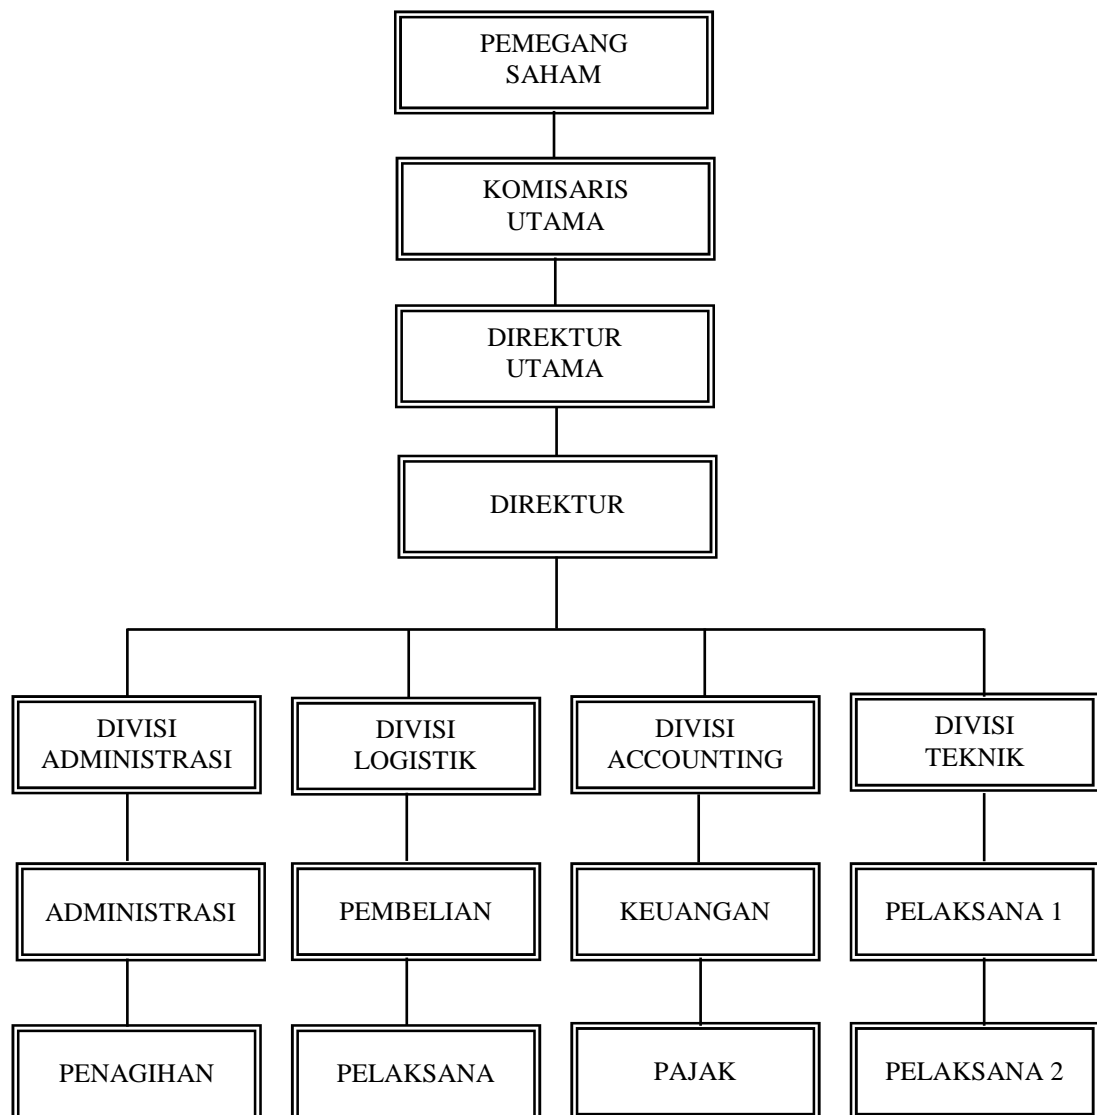 PEMEGANG
SAHAM
KOMISARIS
UTAMA
DIREKTUR
UTAMA
DIREKTUR
DIVISI
ADMINISTRASI
DIVISI
LOGISTIK
DIVISI
ACCOUNTING
DIVISI
TEKNIK
ADMINISTRASI
PEMBELIAN
KEUANGAN
PELAKSANA 1
PENAGIHAN
PELAKSANA
PAJAK
PELAKSANA 2